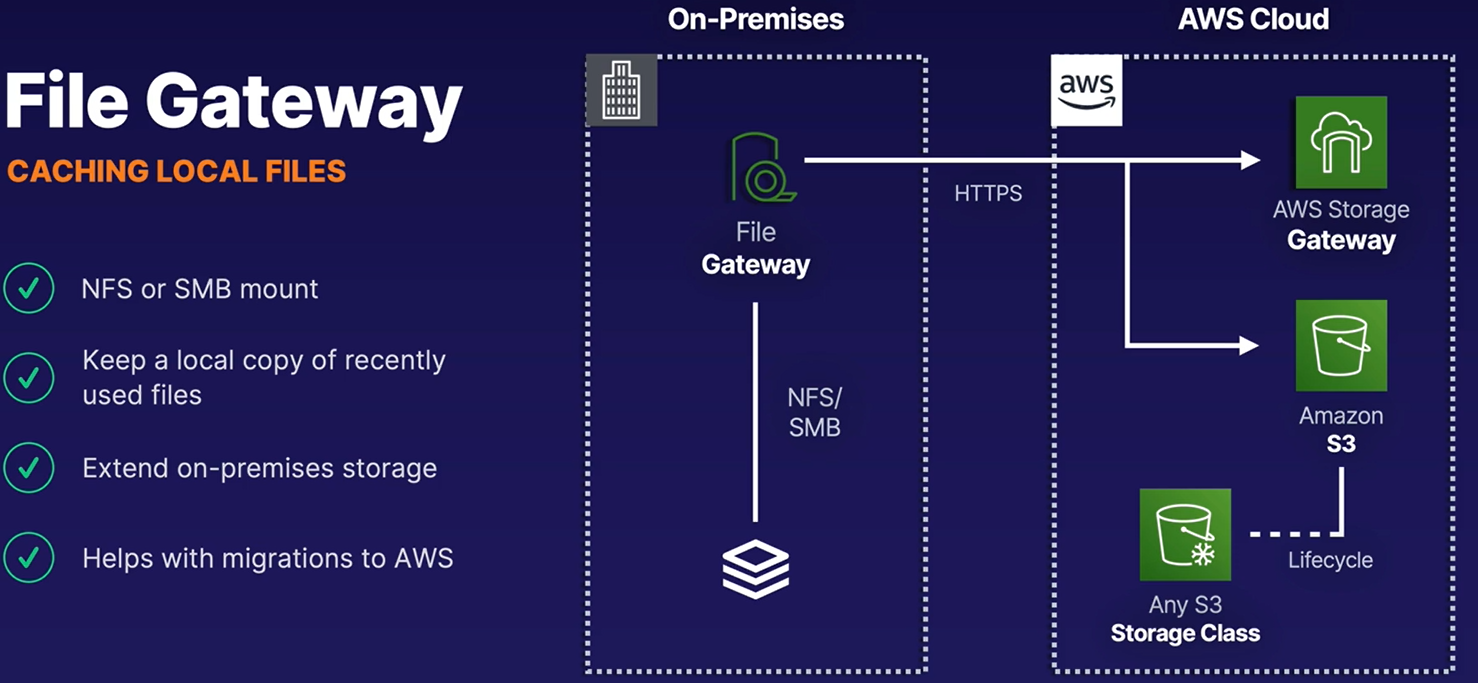 On-Premises
AWS Cloud
File Gateway
CACHING LOCAL FILES
NFS or SMB mount
Keep a local copy of recently
used files
Extend on-premises storage
Helps with migrations to AWS
File
Gateway
NFS/
SMB
HTTPS
aws
AWS Storage
Gateway
Amazon
S3
Lifecycle
Any S3
Storage Class